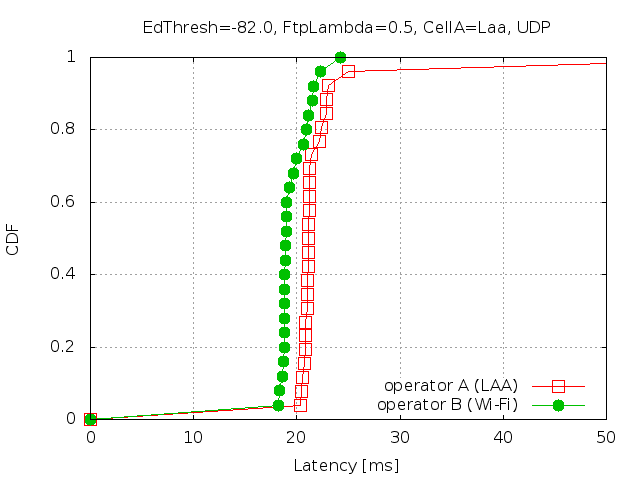 EdThresh=-82.0, FtpLambda=0.5, CellA=Laa, UDP
1
0.8
0.6
0.4
0.2
0
CDF
operator A (LAA)
operator B (Wi-Fi)
0 10 20 30 40 50
Latency [ms]